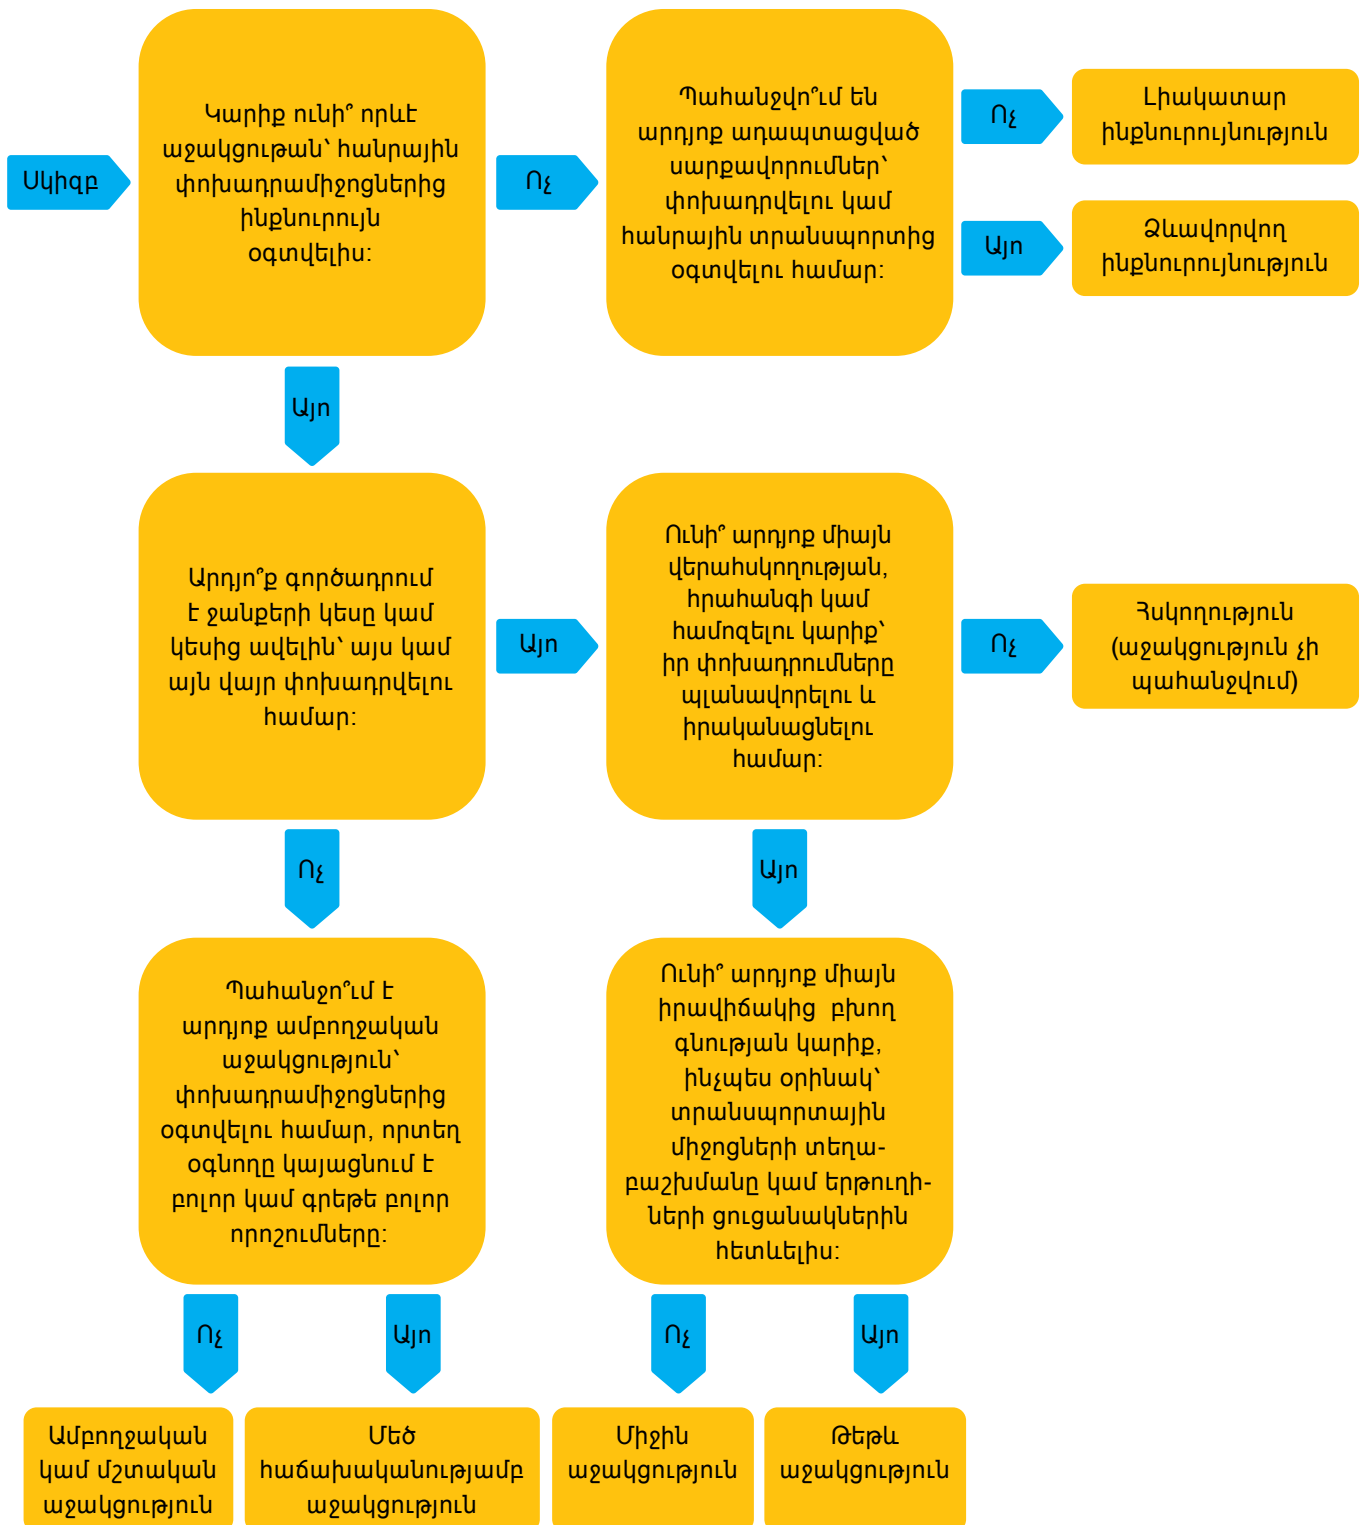 Սկիզբ
Կարիք ունի՞ որևէ
աջակցութան՝ հանրային
փոխադրամիջոցներից
ինքնուրույն
օգտվելիս:
Ոչ
Պահանջվո՞ւմ են
արդյոք ադապտացված
սարքավորումներ՝
փոխադրվելու կամ
հանրային տրանսպորտից
օգտվելու համար:
Ոչ
Լիակատար
ինքնուրույնություն
Այո
Ձևավորվող
ինքնուրույնություն
Այո
Արդյո՞ք գործադրում
է ջանքերի կեսը կամ
կեսից ավելին՝ այս կամ
այն վայր փոխադրվելու
համար:
Այո
Ունի՞ արդյոք միայն
վերահսկողության,
հրահանգի կամ
համոզելու կարիք՝
իր փոխադրումները
պլանավորելու և
իրականացնելու
համար:
Ոչ
Հսկողություն
(աջակցություն չի
պահանջվում)
Ոչ
Այո
Պահանջո՞ւմ է
արդյոք ամբողջական
աջակցություն՝
փոխադրամիջոցներից
օգտվելու համար, որտեղ
օգնողը կայացնում է
բոլոր կամ գրեթե բոլոր
որոշումները:
Ունի՞ արդյոք միայն
իրավիճակից բխող
գնության կարիք,
ինչպես օրինակ՝
տրանսպորտային
միջոցների տեղա-
բաշխմանը կամ երթուղի-
ների ցուցանակներին
հետևելիս:
Ոչ
Այո
Ոչ
Այո
Ամբողջական
կամ մշտական
աջակցություն
Մեծ
հաճախականությամբ
աջակցություն
Միջին
աջակցություն
Թեթև
աջակցություն